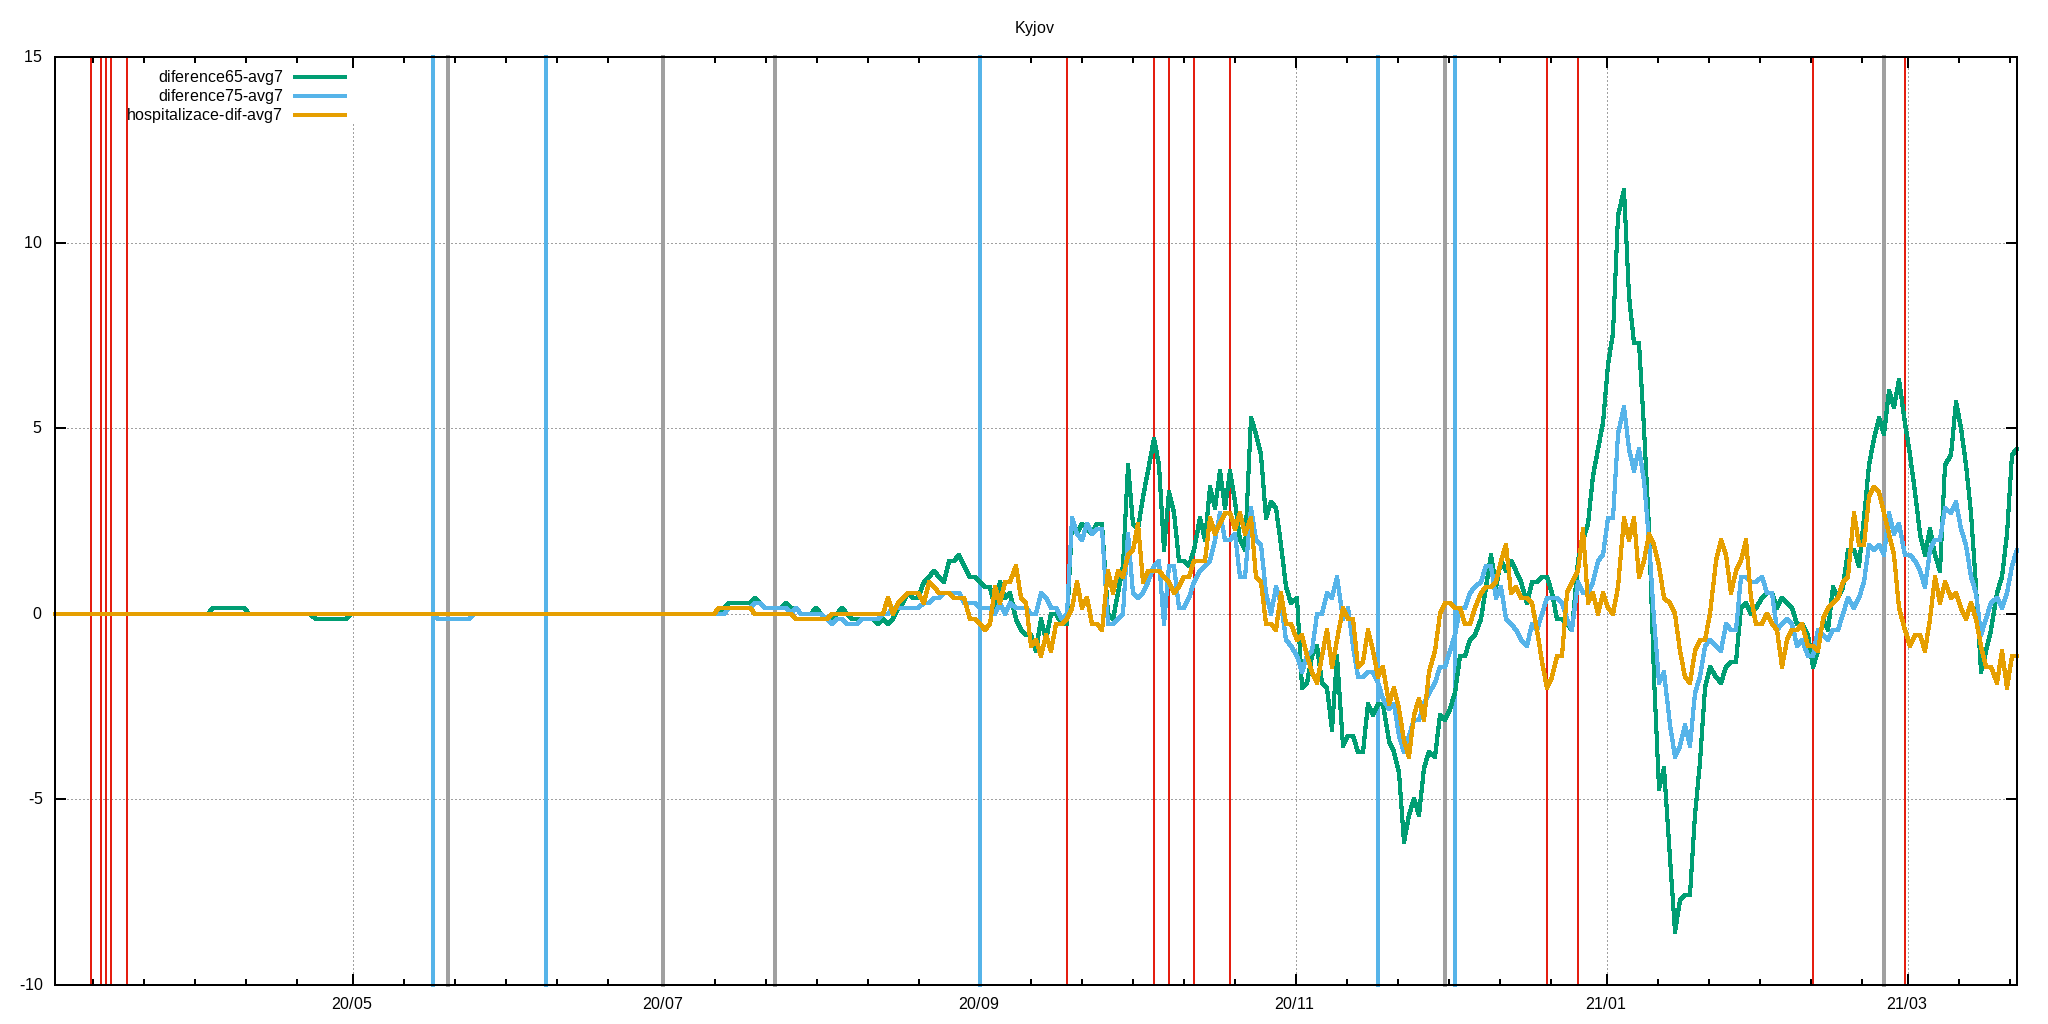 Kyjov
15
diference65-avg7
diference75-avg7
hospitalizace-dif-avg7
10
5
0
-5
-10
20/05 20/07 20/09 20/11 21/01 21/03